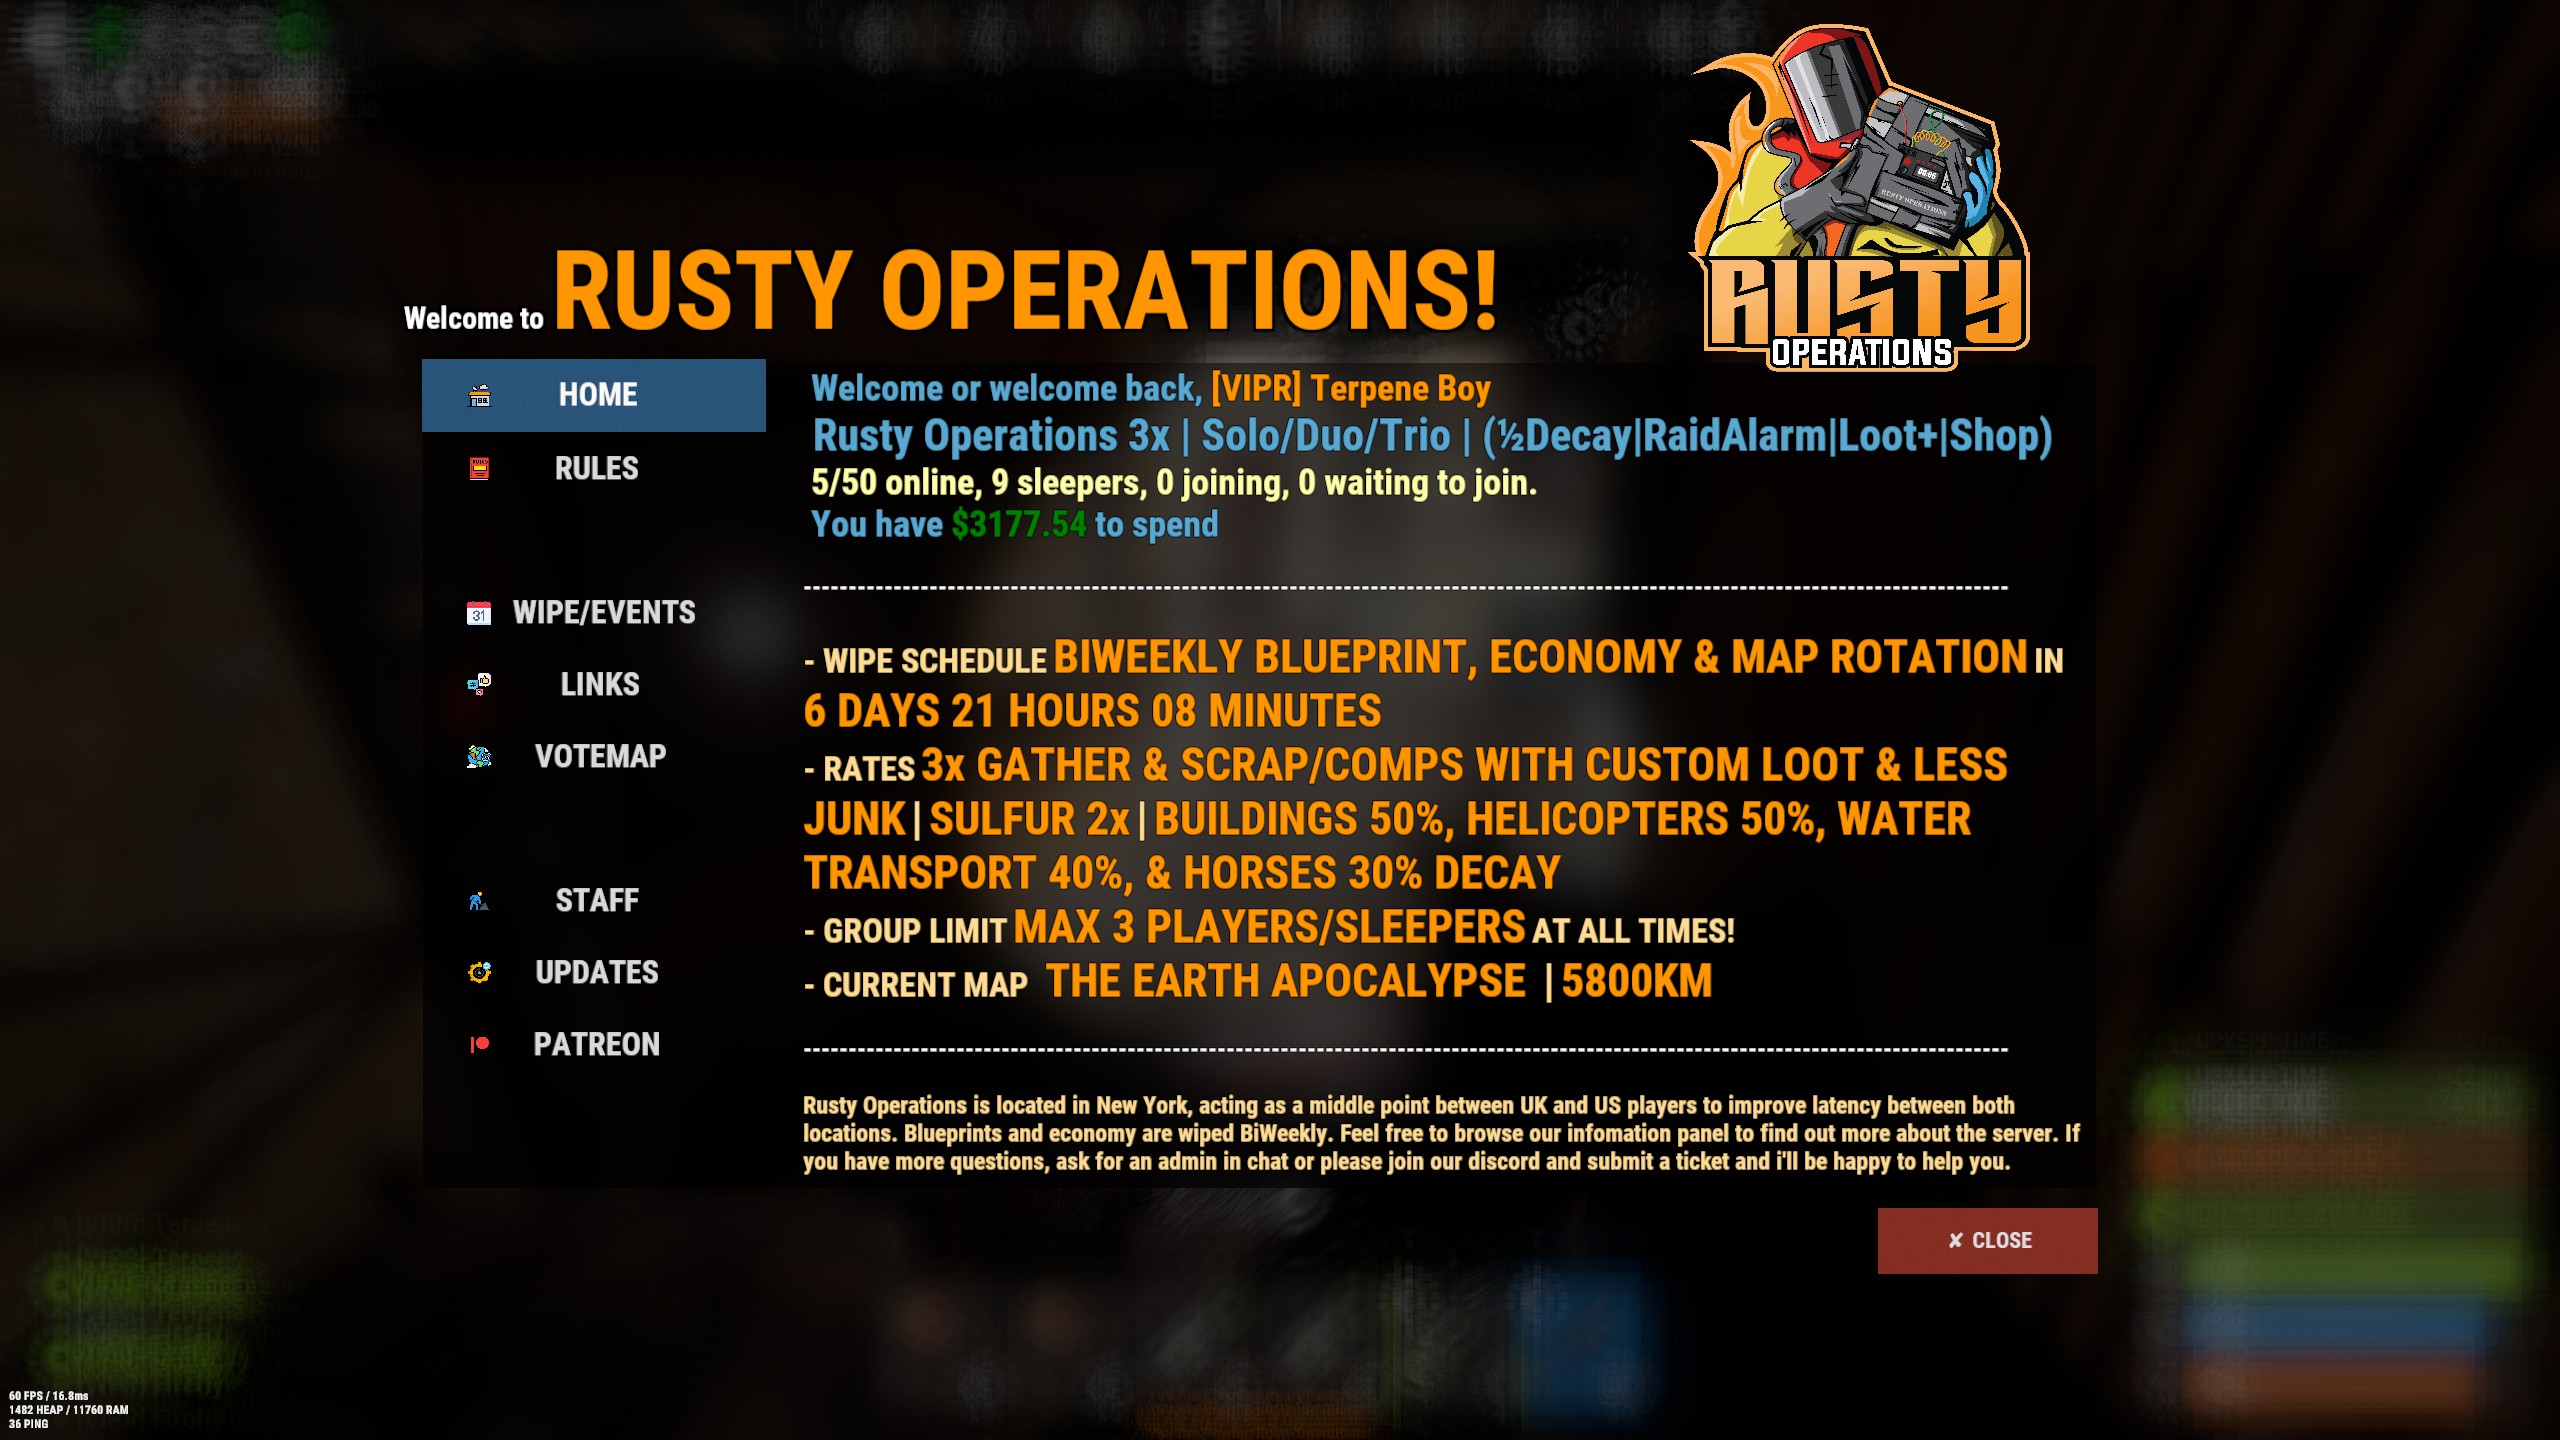 RUSTY
OPERATIONS
Welcome to RUSTY OPERATIONS!
HOME
RULES
WIPE/EVENTS
LINKS
VOTEMAP
STAFF
UPDATES
PATREON
Welcome or welcome back, [VIPR] Terpene Boy
Rusty Operations 3x | Solo/Duo/Trio | (½Decay|RaidAlarm|Loot+|Shop)
5/50 online, 9 sleepers, 0 joining, 0 waiting to join.
You have $3177.54 to spend
- WIPE SCHEDULE BIWEEKLY BLUEPRINT, ECONOMY & MAP ROTATION IN
6 DAYS 21 HOURS 08 MINUTES
- RATES 3x GATHER & SCRAP/COMPS WITH CUSTOM LOOT & LESS
JUNK | SULFUR 2x | BUILDINGS 50%, HELICOPTERS 50%, WATER
TRANSPORT 40%, & HORSES 30% DECAY
- GROUP LIMIT MAX 3 PLAYERS/SLEEPERS AT ALL TIMES!
- CURRENT MAP THE EARTH APOCALYPSE | 5800KM
Rusty Operations is located in New York, acting as a middle point between UK and US players to improve latency between both
locations. Blueprints and economy are wiped BiWeekly. Feel free to browse our infomation panel to find out more about the server. If
you have more questions, ask for an admin in chat or please join our discord and submit a ticket and i'll be happy to help you.
✘ CLOSE
60 FPS / 16.8ms
1482 HEAP / 11760 RAM
36 PING